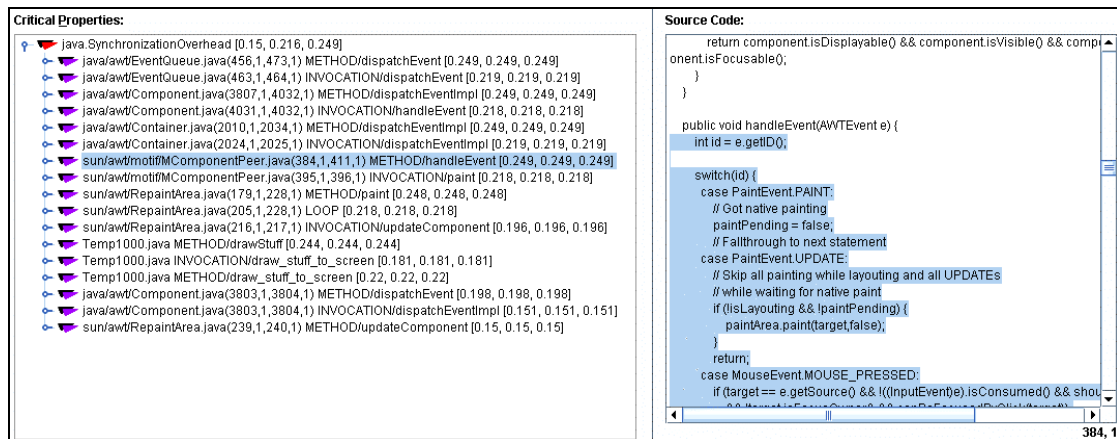 Critical Properties:
java.SynchronizationOverhead [0.15, 0.216, 0.249]
java/awt/EventQueue.java(456,1,473,1) METHOD/dispatchEvent [0.249, 0.249, 0.249]
java/awt/EventQueue.java(463,1,464,1) INVOCATION/dispatchEvent [0.219, 0.219, 0.219]
java/awt/Component.java(3807,1,4032,1) METHOD/dispatchEventImpl [0.249, 0.249, 0.249]
java/awt/Component.java(4031,1,4032,1) INVOCATION/handleEvent [0.218, 0.218, 0.218]
java/awt/Container.java(2010,1,2034,1) METHOD/dispatchEventImpl [0.249, 0.249, 0.249]
java/awt/Container.java(2024,1,2025,1) INVOCATION/dispatchEventImpl [0.219, 0.219, 0.219]
sun/awt/motif/MComponentPeer.java(384,1,411,1) METHOD/handleEvent [0.249, 0.249, 0.249]
sun/awt/motif/MComponentPeer.java(395,1,396,1) INVOCATION/paint [0.218, 0.218, 0.218]
sun/awt/RepaintArea.java(179,1,228,1) METHOD/paint [0.248, 0.248, 0.248]
sun/awt/RepaintArea.java(205,1,228,1) LOOP [0.218, 0.218, 0.218]
sun/awt/RepaintArea.java(216,1,217,1) INVOCATION/updateComponent [0.196, 0.196, 0.196]
Temp1000.java METHOD/drawStuff [0.244, 0.244, 0.244]
Temp1000.java INVOCATION/draw_stuff_to_screen [0.181, 0.181, 0.181]
Temp1000.java METHOD/draw_stuff_to_screen [0.22, 0.22, 0.22]
java/awt/Component.java(3803,1,3804,1) METHOD/dispatchEvent [0.198, 0.198, 0.198]
java/awt/Component.java(3803,1,3804,1) INVOCATION/dispatchEventImpl [0.151, 0.151, 0.151]
sun/awt/RepaintArea.java(239,1,240,1) METHOD/updateComponent [0.15, 0.15, 0.15]
Source Code:
return component.isDisplayable() && component.isVisible() && comp
onent.isFocusable();
}
}
public void handleEvent(AWTEvent e) {
int id = e.getID();
switch(id) {
case PaintEvent.PAINT:
// Got native painting
paintPending = false;
// Fallthrough to next statement
case PaintEvent.UPDATE:
// Skip all painting while layouting and all UPDATEs
// while waiting for native paint
if (!isLayouting && !paintPending) {
paintArea.paint(target,false);
}
return;
case MouseEvent.MOUSE_PRESSED:
if (target == e.getSource() && !((InputEvent)e).isConsumed() && shou
384, 1